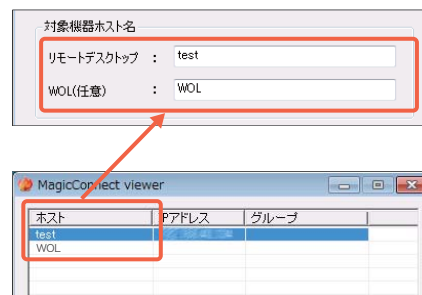 対象機器ホスト名
リモートデスクトップ : test
WOL(任意) : WOL
MagicConnect viewer
ホスト IPアドレス グループ
test
WOL